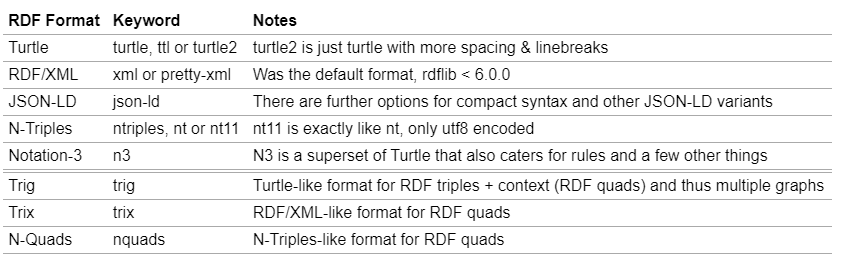 RDF Format Keyword Notes
Turtle turtle, ttl or turtle2 turtle2 is just turtle with more spacing & linebreaks
RDF/XML xml or pretty-xml Was the default format, rdflib < 6.0.0
JSON-LD json-ld There are further options for compact syntax and other JSON-LD variants
N-Triples ntriples, nt or nt11 nt11 is exactly like nt, only utf8 encoded
Notation-3 n3 N3 is a superset of Turtle that also caters for rules and a few other things
Trig trig Turtle-like format for RDF triples + context (RDF quads) and thus multiple graphs
Trix trix RDF/XML-like format for RDF quads
N-Quads nquads N-Triples-like format for RDF quads